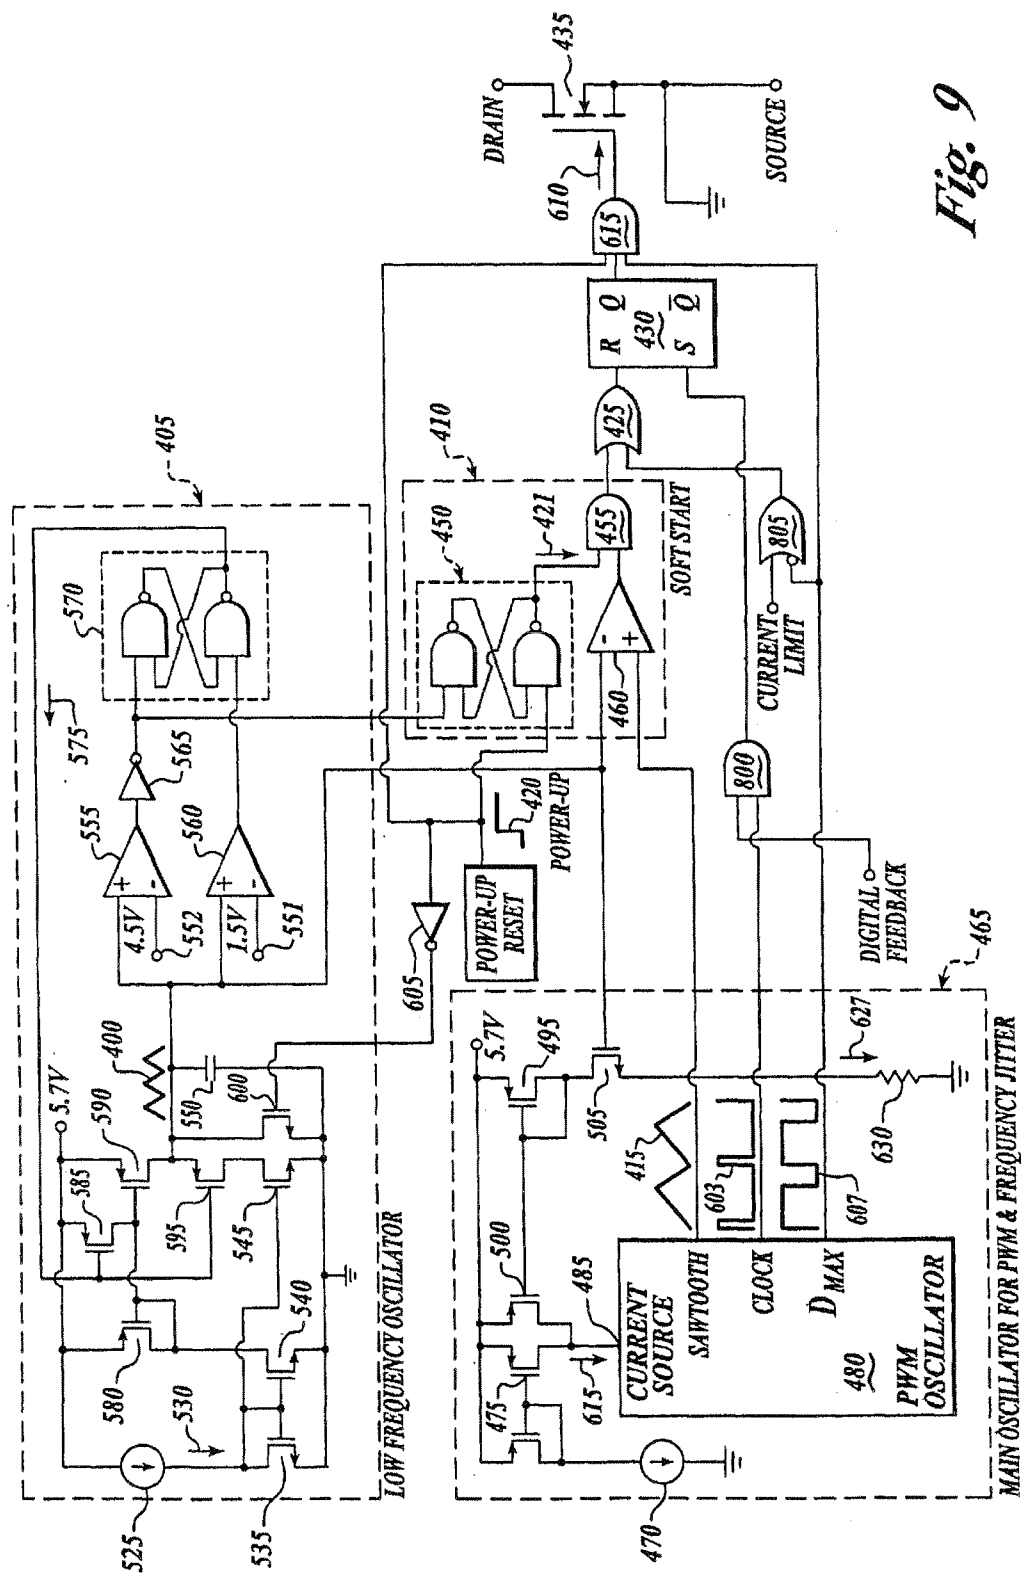 405
570
575
565
555
+
-
4.5V
552
560
+
-
1.5V
551
400
5.7V
590
585
595
545
550
600
580
540
530
525
535
LOW FREQUENCY OSCILLATOR
DRAIN
435
610
615
SOURCE
R Q
430
S Q̅
410
450
421
455
425
SOFT START
-
+
460
420
POWER-UP
POWER-UP
RESET
605
CURRENT
LIMIT
805
800
DIGITAL
FEEDBACK
465
5.7V
495
505
627
630
500
475
615
485
470
415
603
607
CURRENT
SOURCE
SAWTOOTH
CLOCK
DMAX
480
PWM
OSCILLATOR
MAIN OSCILLATOR FOR PWM & FREQUENCY JITTER
Fig. 9